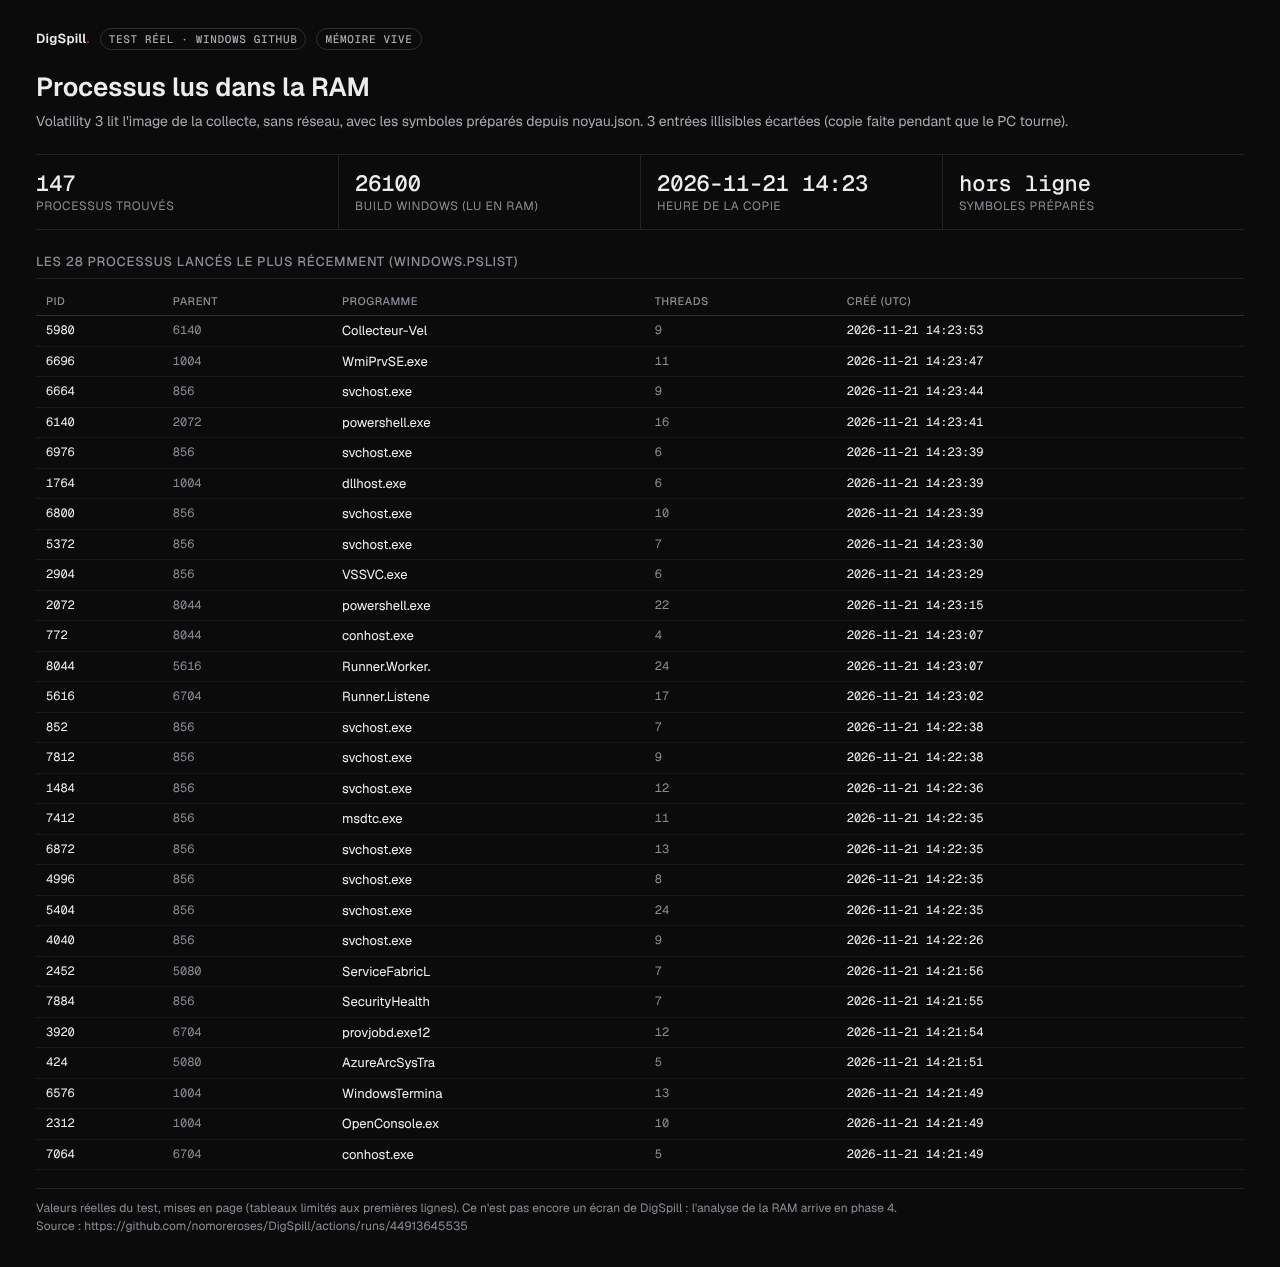 DigSpill. TEST RÉEL · WINDOWS GITHUB MÉMOIRE VIVE
Processus lus dans la RAM
Volatility 3 lit l'image de la collecte, sans réseau, avec les symboles préparés depuis noyau.json. 3 entrées illisibles écartées (copie faite pendant que le PC tourne).
147 26100 2026-11-21 14:23 hors ligne
PROCESSUS TROUVÉS BUILD WINDOWS (LU EN RAM) HEURE DE LA COPIE SYMBOLES PRÉPARÉS
LES 28 PROCESSUS LANCÉS LE PLUS RÉCEMMENT (WINDOWS.PSLIST)
PID PARENT PROGRAMME THREADS CRÉÉ (UTC)
5980 6140 Collecteur-Vel 9 2026-11-21 14:23:53
6696 1004 WmiPrvSE.exe 11 2026-11-21 14:23:47
6664 856 svchost.exe 9 2026-11-21 14:23:44
6140 2072 powershell.exe 16 2026-11-21 14:23:41
6976 856 svchost.exe 6 2026-11-21 14:23:39
1764 1004 dllhost.exe 6 2026-11-21 14:23:39
6800 856 svchost.exe 10 2026-11-21 14:23:39
5372 856 svchost.exe 7 2026-11-21 14:23:30
2904 856 VSSVC.exe 6 2026-11-21 14:23:29
2072 8044 powershell.exe 22 2026-11-21 14:23:15
772 8044 conhost.exe 4 2026-11-21 14:23:07
8044 5616 Runner.Worker. 24 2026-11-21 14:23:07
5616 6704 Runner.Listene 17 2026-11-21 14:23:02
852 856 svchost.exe 7 2026-11-21 14:22:38
7812 856 svchost.exe 9 2026-11-21 14:22:38
1484 856 svchost.exe 12 2026-11-21 14:22:36
7412 856 msdtc.exe 11 2026-11-21 14:22:35
6872 856 svchost.exe 13 2026-11-21 14:22:35
4996 856 svchost.exe 8 2026-11-21 14:22:35
5404 856 svchost.exe 24 2026-11-21 14:22:35
4040 856 svchost.exe 9 2026-11-21 14:22:26
2452 5080 ServiceFabricL 7 2026-11-21 14:21:56
7884 856 SecurityHealth 7 2026-11-21 14:21:55
3920 6704 provjobd.exe12 12 2026-11-21 14:21:54
424 5080 AzureArcSysTra 5 2026-11-21 14:21:51
6576 1004 WindowsTermina 13 2026-11-21 14:21:49
2312 1004 OpenConsole.ex 10 2026-11-21 14:21:49
7064 6704 conhost.exe 5 2026-11-21 14:21:49
Valeurs réelles du test, mises en page (tableaux limités aux premières lignes). Ce n'est pas encore un écran de DigSpill : l'analyse de la RAM arrive en phase 4.
Source : https://github.com/nomoreroses/DigSpill/actions/runs/44913645535